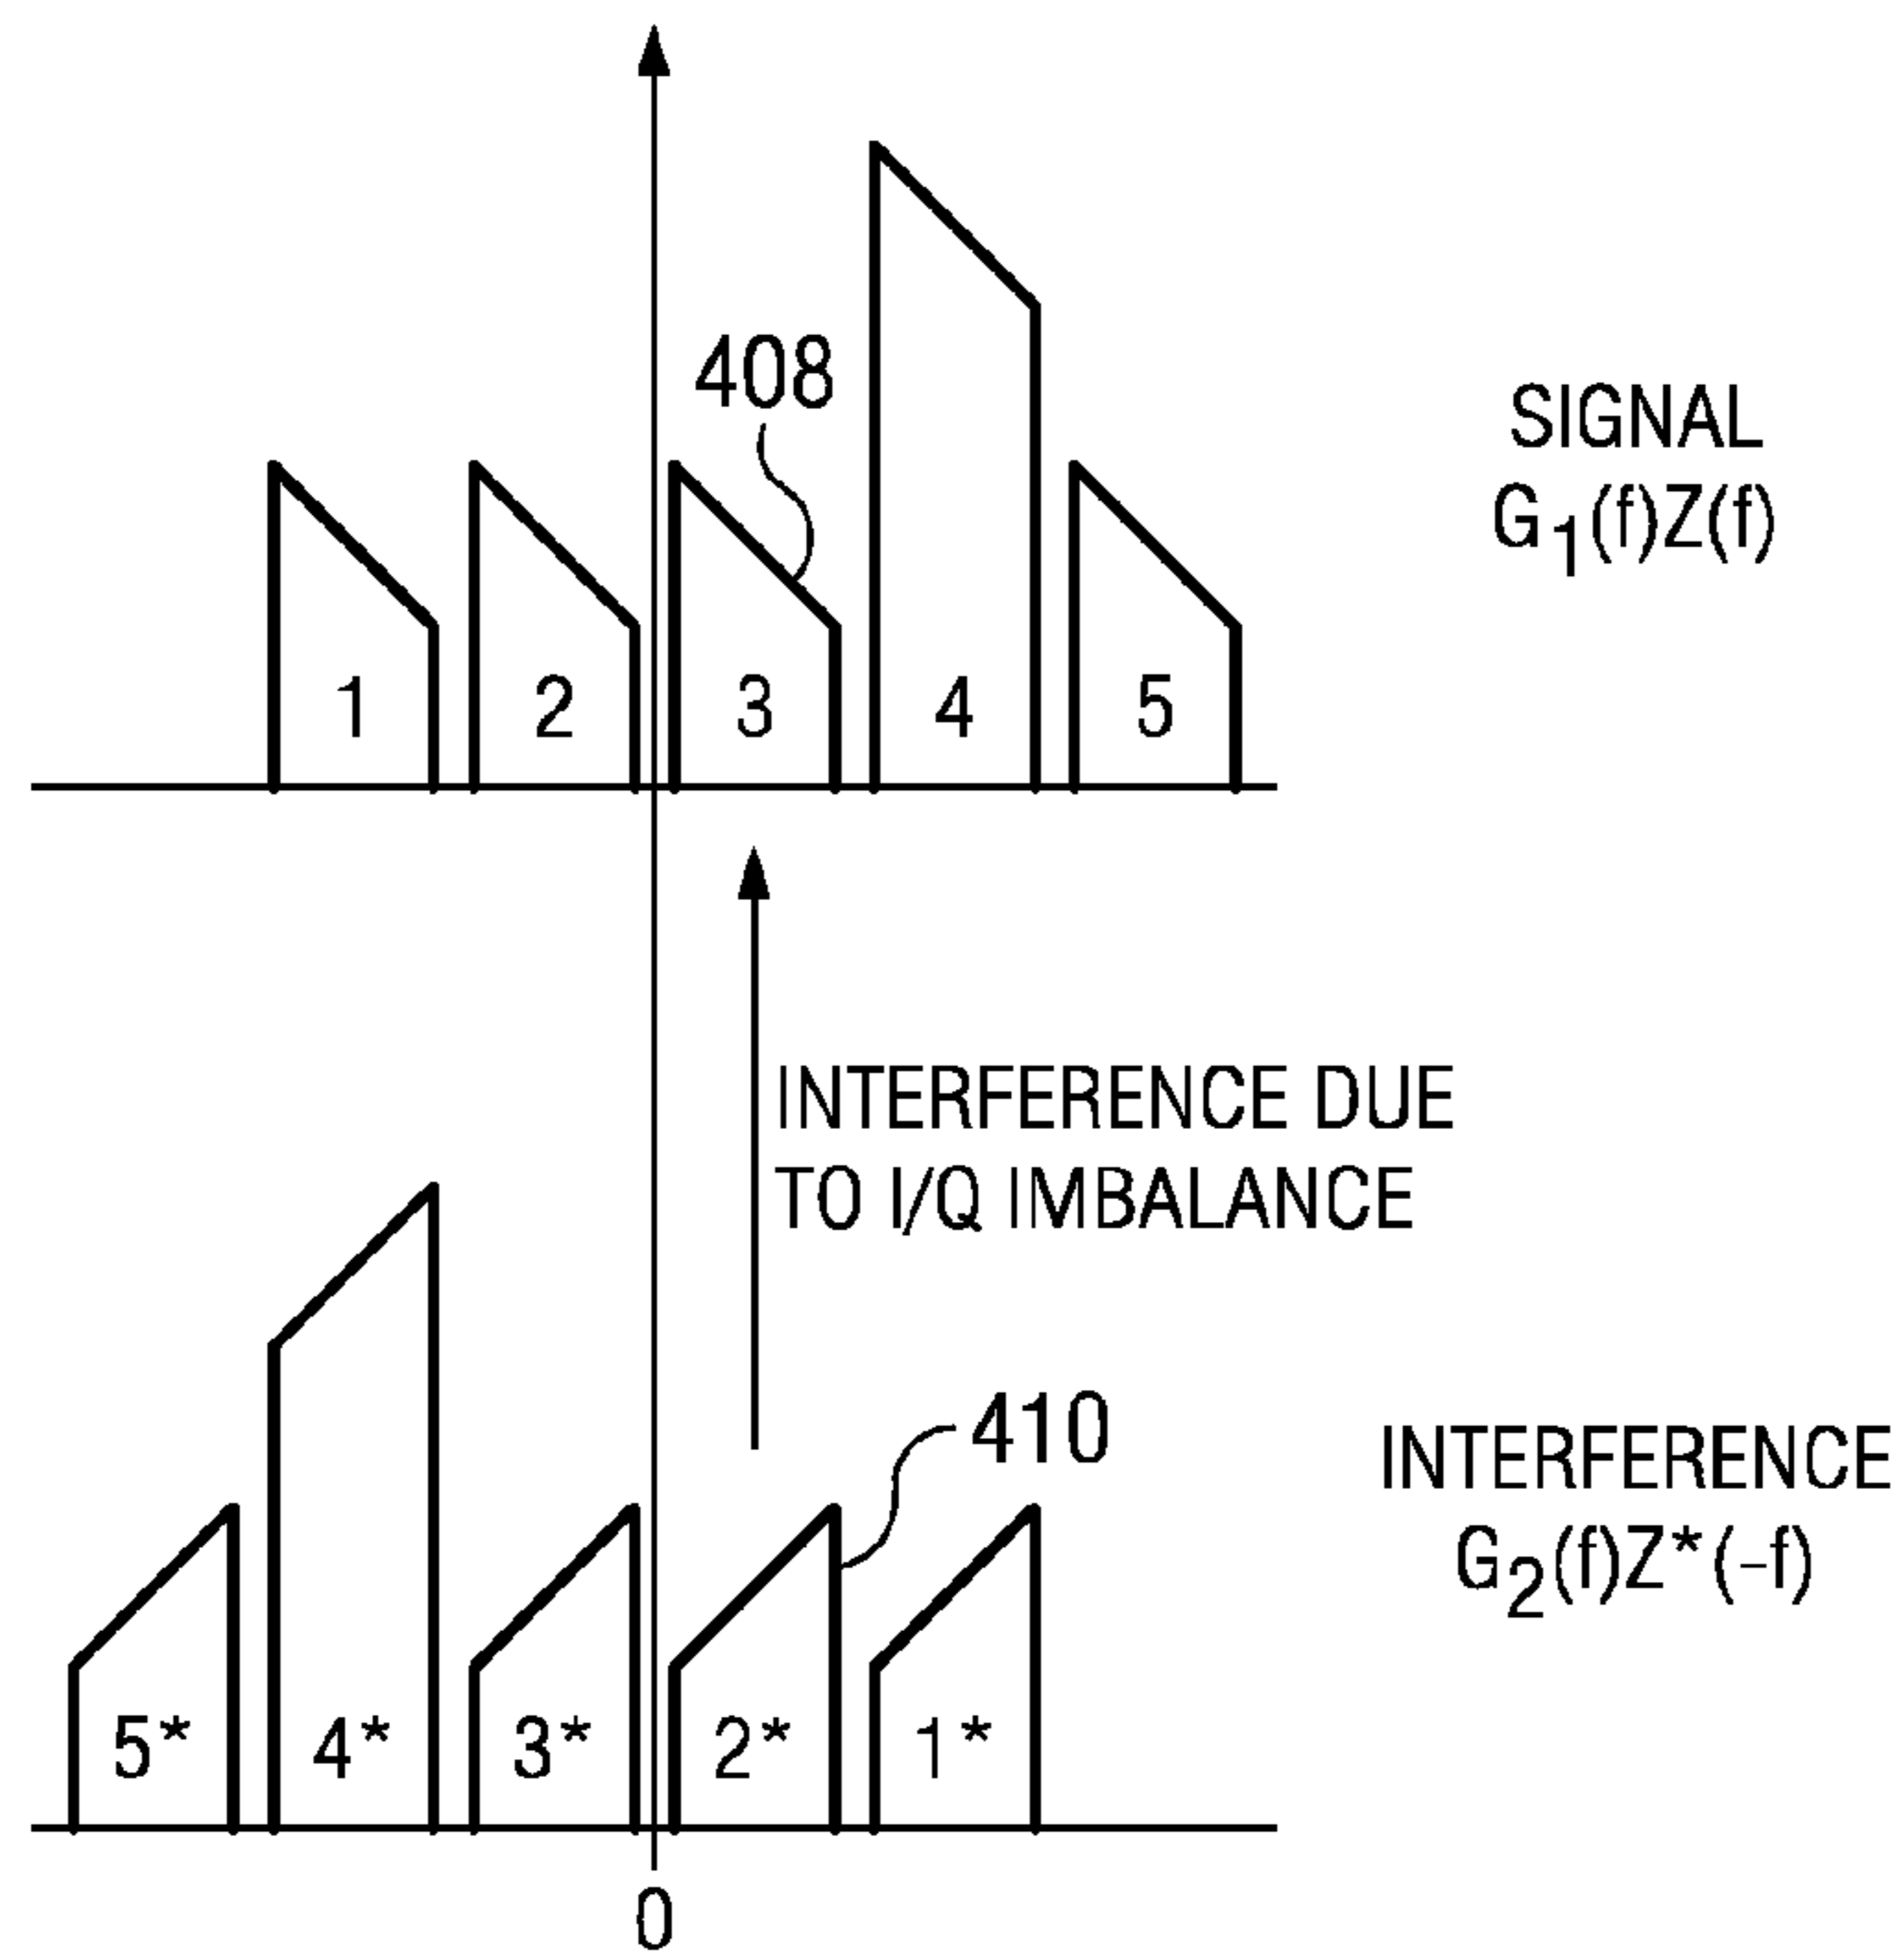 408
SIGNAL
G1(f)Z(f)
1 2 3 4 5
INTERFERENCE DUE
TO I/Q IMBALANCE
410
INTERFERENCE
G2(f)Z*(-f)
5* 4* 3* 2* 1*
0